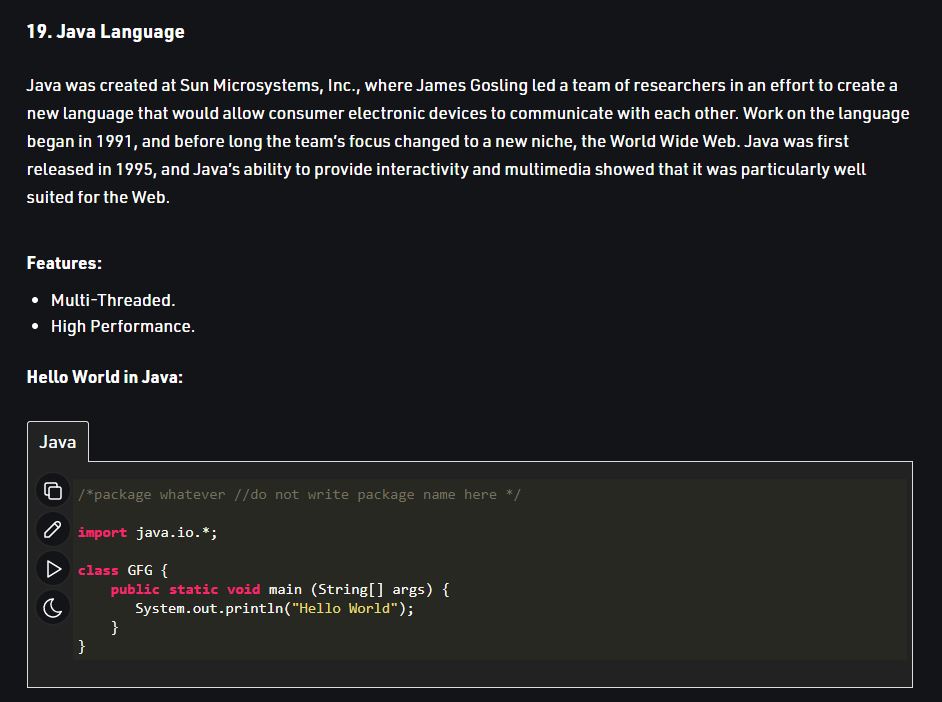 19. Java Language
Java was created at Sun Microsystems, Inc., where James Gosling led a team of researchers in an effort to create a
new language that would allow consumer electronic devices to communicate with each other. Work on the language
began in 1991, and before long the team’s focus changed to a new niche, the World Wide Web. Java was first
released in 1995, and Java’s ability to provide interactivity and multimedia showed that it was particularly well
suited for the Web.
Features:
• Multi-Threaded.
• High Performance.
Hello World in Java:
Java
/*package whatever //do not write package name here */
import java.io.*;
class GFG {
    public static void main (String[] args) {
       System.out.println("Hello World");
    }
}